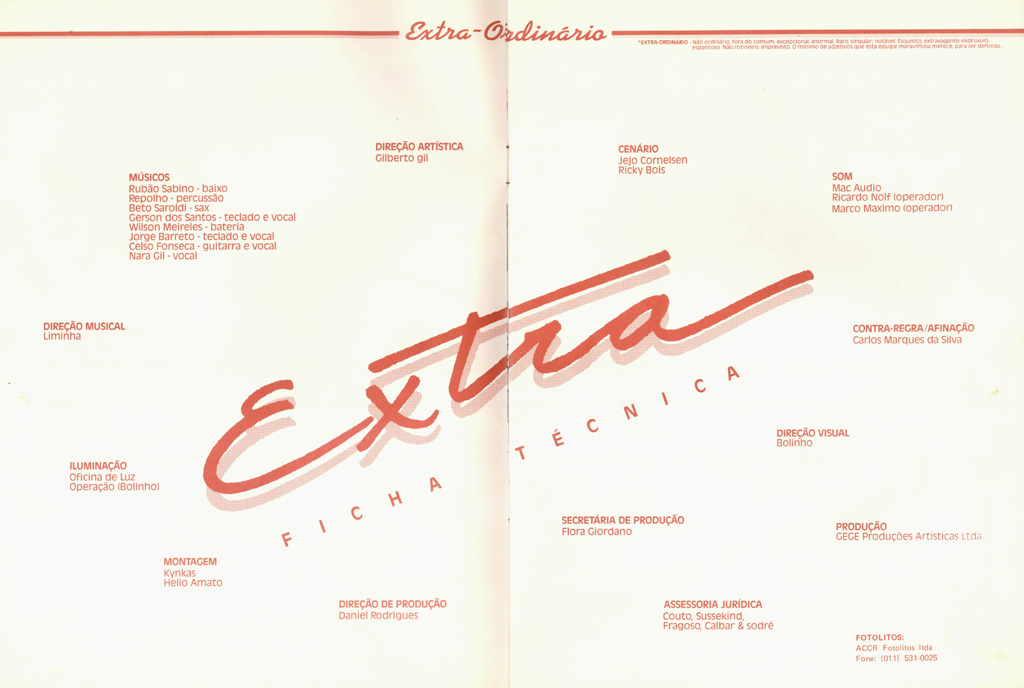 Extra-Ordinário
*EXTRA-ORDINÁRIO - Não ordinário, Fora do comum, excepcional, anormal. Raro, singular; notável. Esquisito, extravagante, exdrúxulo,
espantoso. Não rotineiro, imprevisto. O mínimo de adjetivos que esta equipe maravilhosa merece, para ser definida...
DIREÇÃO ARTÍSTICA
Gilberto gil
CENÁRIO
Jejo Cornelsen
Ricky Bols
MÚSICOS
Rubão Sabino - baixo
Repolho - percussão
Beto Saroldi - sax
Gerson dos Santos - teclado e vocal
Wilson Meireles - bateria
Jorge Barreto - teclado e vocal
Celso Fonseca - guitarra e vocal
Nara Gil - vocal
SOM
Mac Audio
Ricardo Nolf (operador)
Marco Maximo (operador)
DIREÇÃO MUSICAL
Liminha
Extra
FICHA TÉCNICA
CONTRA-REGRA/AFINAÇÃO
Carlos Marques da Silva
DIREÇÃO VISUAL
Bolinho
ILUMINAÇÃO
Oficina de Luz
Operação (Bolinho)
SECRETÁRIA DE PRODUÇÃO
Flora Giordano
PRODUÇÃO
GEGE Produções Artísticas Ltda
MONTAGEM
Kynkas
Helio Amato
DIREÇÃO DE PRODUÇÃO
Daniel Rodrigues
ASSESSORIA JURÍDICA
Couto, Sussekind,
Fragoso, Calbar & sodré
FOTOLITOS:
ACCR Fotolitos ltda
Fone: (011) 531-0025